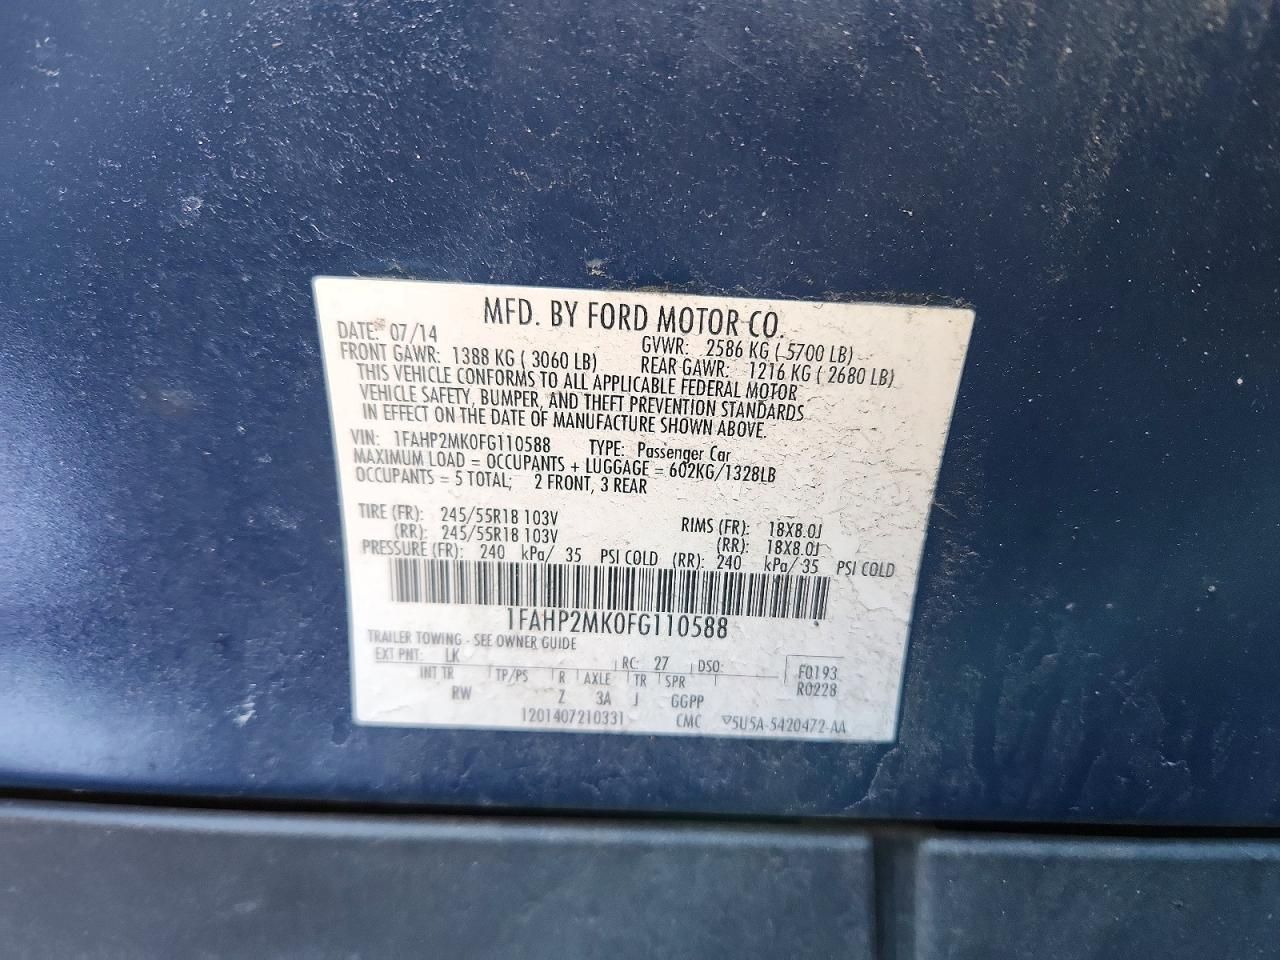 MFD. BY FORD MOTOR CO.
DATE: 07/14 GVWR: 2586 KG ( 5700 LB)
FRONT GAWR: 1388 KG ( 3060 LB) REAR GAWR: 1216 KG ( 2680 LB)
THIS VEHICLE CONFORMS TO ALL APPLICABLE FEDERAL MOTOR
VEHICLE SAFETY, BUMPER, AND THEFT PREVENTION STANDARDS
IN EFFECT ON THE DATE OF MANUFACTURE SHOWN ABOVE.
VIN: 1FAHP2MK0FG110588 TYPE: Passenger Car
MAXIMUM LOAD = OCCUPANTS + LUGGAGE = 602KG/1328LB
OCCUPANTS = 5 TOTAL; 2 FRONT, 3 REAR
TIRE (FR): 245/55R18 103V RIMS (FR): 18X8.0J
(RR): 245/55R18 103V (RR): 18X8.0J
PRESSURE (FR): 240 kPa/ 35 PSI COLD (RR): 240 kPa/ 35 PSI COLD
1FAHP2MK0FG110588
TRAILER TOWING - SEE OWNER GUIDE
EXT PNT: LK RC: 27 DSO: F0193
INT TR TP/PS R AXLE TR SPR R0228
RW Z 3A J GGPP
1201407210331 CMC 5U5A-5420472-AA